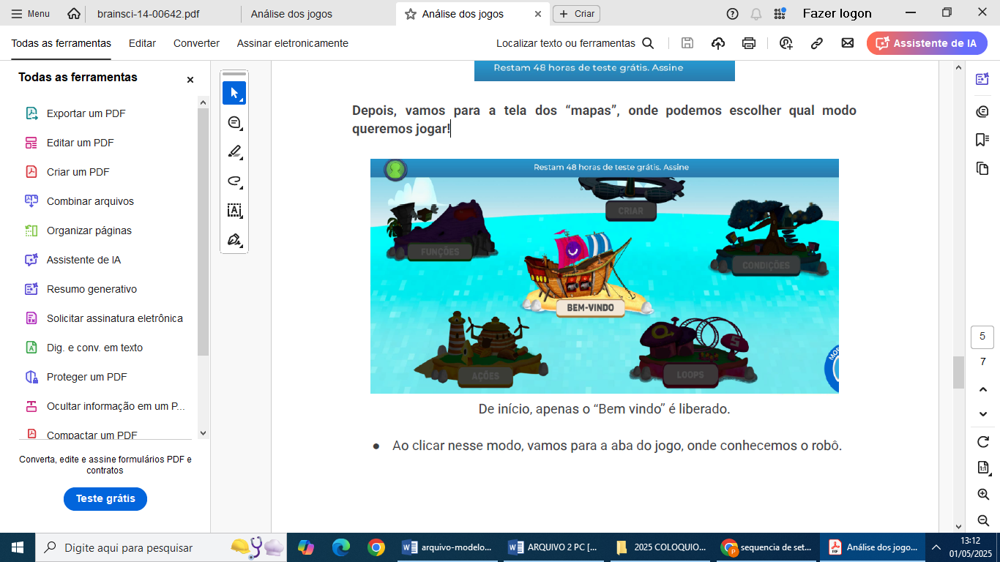 Menu
brainsci-14-00642.pdf
Análise dos jogos
Análise dos jogos
Criar
Fazer logon
Todas as ferramentas
Editar
Converter
Assinar eletronicamente
Localizar texto ou ferramentas
Assistente de IA
Todas as ferramentas
Exportar um PDF
Editar um PDF
Criar um PDF
Combinar arquivos
Organizar páginas
Assistente de IA
Resumo generativo
Solicitar assinatura eletrônica
Dig. e conv. em texto
Proteger um PDF
Ocultar informação em um P...
Compactar um PDF
Converta, edite e assine formulários PDF e
contratos
Teste grátis
Restam 48 horas de teste grátis. Assine
Depois, vamos para a tela dos “mapas”, onde podemos escolher qual modo
queremos jogar!
Restam 48 horas de teste grátis. Assine
CRIAR
FUNÇÕES
CONDIÇÕES
BEM-VINDO
AÇÕES
LOOPS
De início, apenas o “Bem vindo” é liberado.
● Ao clicar nesse modo, vamos para a aba do jogo, onde conhecemos o robô.
5
7
1:1
Digite aqui para pesquisar
arquivo-modelo...
ARQUIVO 2 PC [...
2025 COLOQUIO...
sequencia de set...
Análise dos jogo...
13:12
01/05/2025